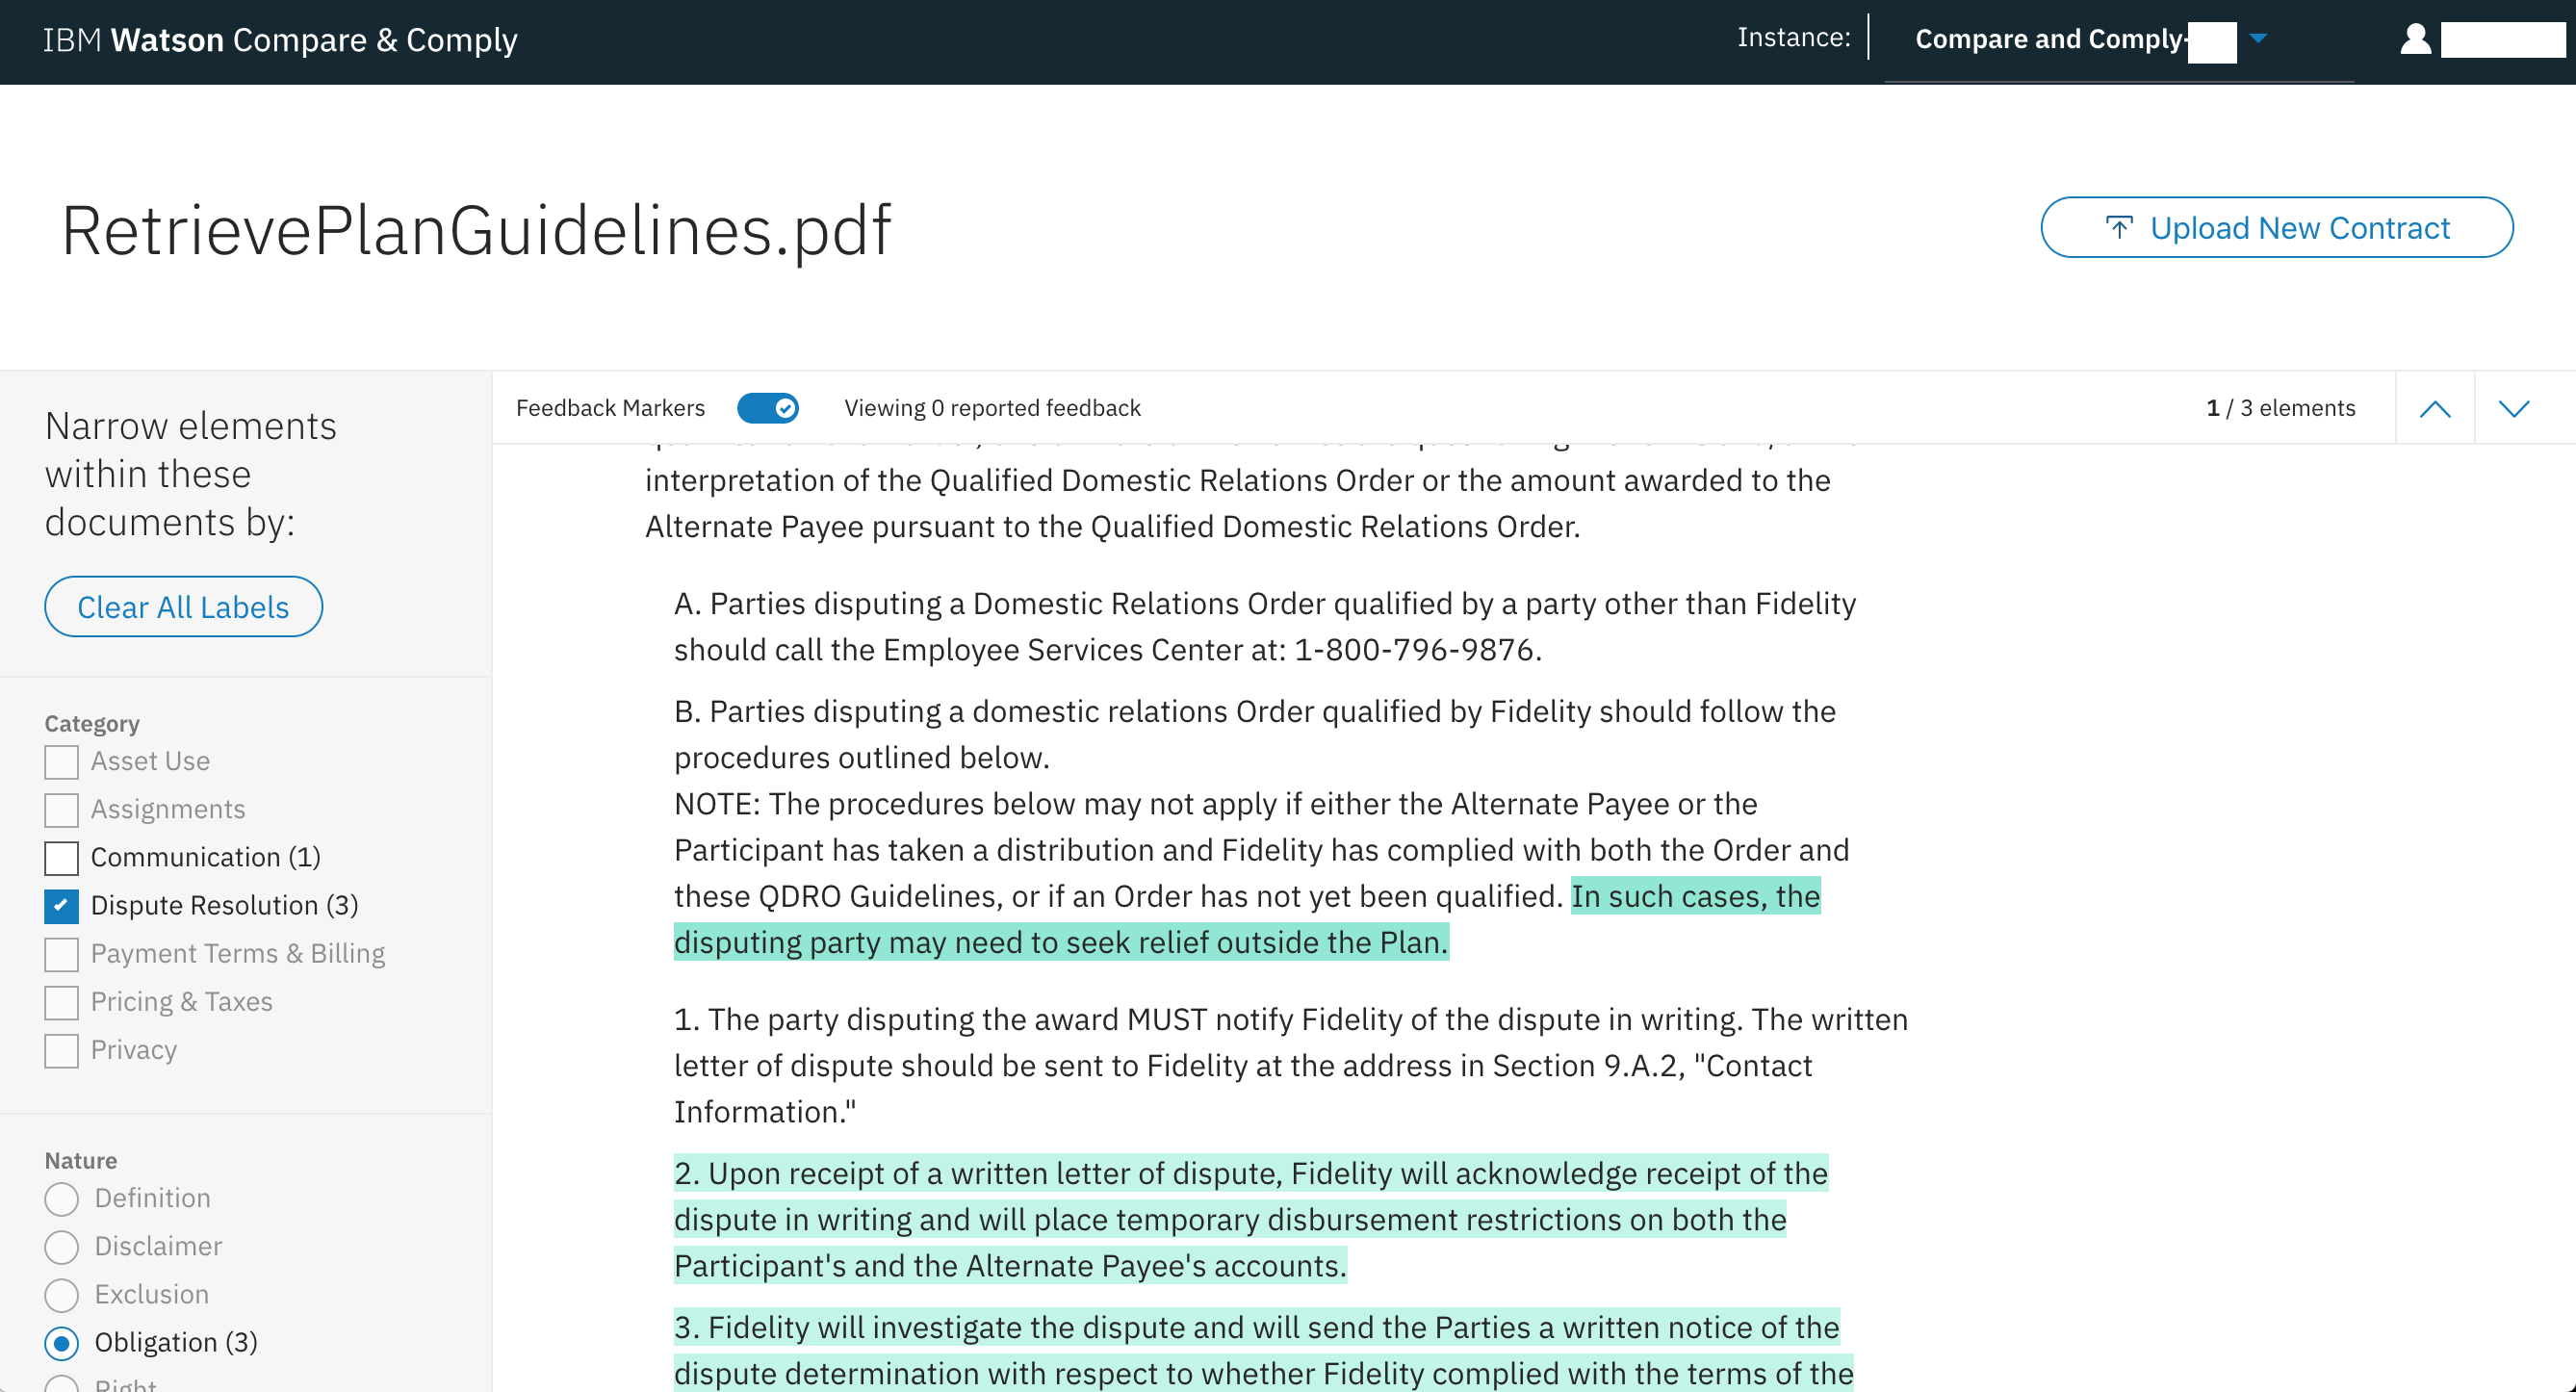 IBM Watson Compare & Comply
Instance:
Compare and Comply-
RetrievePlanGuidelines.pdf
Upload New Contract
Narrow elements
within these
documents by:
Clear All Labels
Category
Asset Use
Assignments
Communication (1)
Dispute Resolution (3)
Payment Terms & Billing
Pricing & Taxes
Privacy
Nature
Definition
Disclaimer
Exclusion
Obligation (3)
Right
Feedback Markers
Viewing 0 reported feedback
1 / 3 elements
interpretation of the Qualified Domestic Relations Order or the amount awarded to the
Alternate Payee pursuant to the Qualified Domestic Relations Order.
A. Parties disputing a Domestic Relations Order qualified by a party other than Fidelity
should call the Employee Services Center at: 1-800-796-9876.
B. Parties disputing a domestic relations Order qualified by Fidelity should follow the
procedures outlined below.
NOTE: The procedures below may not apply if either the Alternate Payee or the
Participant has taken a distribution and Fidelity has complied with both the Order and
these QDRO Guidelines, or if an Order has not yet been qualified. In such cases, the
disputing party may need to seek relief outside the Plan.
1. The party disputing the award MUST notify Fidelity of the dispute in writing. The written
letter of dispute should be sent to Fidelity at the address in Section 9.A.2, "Contact
Information."
2. Upon receipt of a written letter of dispute, Fidelity will acknowledge receipt of the
dispute in writing and will place temporary disbursement restrictions on both the
Participant's and the Alternate Payee's accounts.
3. Fidelity will investigate the dispute and will send the Parties a written notice of the
dispute determination with respect to whether Fidelity complied with the terms of the